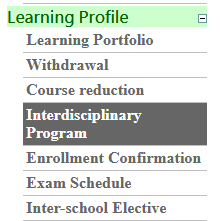 Learning Profile
Learning Portfolio
Withdrawal
Course reduction
Interdisciplinary
Program
Enrollment Confirmation
Exam Schedule
Inter-school Elective